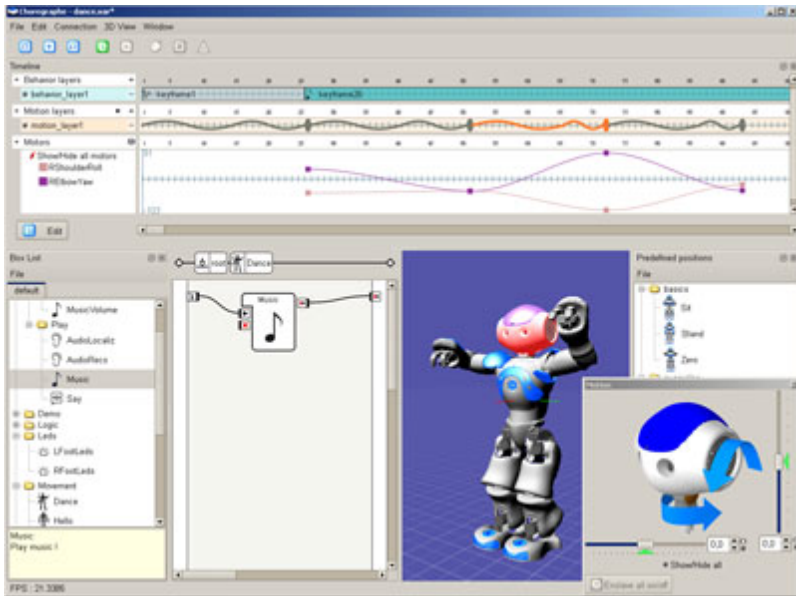 Choregraphe - dance.xar*
File Edit Connection 3D View Window
Timeline
Behavior layers
behavior_layer1
keyframe1
keyframe20
Motion layers
motion_layer1
Motors
Show/Hide all motors
RShoulderRoll
RElbowYaw
Edit
Box List
File
default
MusicVolume
Play
AudioLocaliz
AudioReco
Music
Say
Demo
Logic
Leds
LFootLeds
RFootLeds
Movement
Dance
Hello
Music:
Play music !
FPS : 21.3386
root
Dance
Music
Predefined positions
File
basics
Sit
Stand
Zero
Motion
0,0
0,0
Show/Hide all
Enslave all on/off